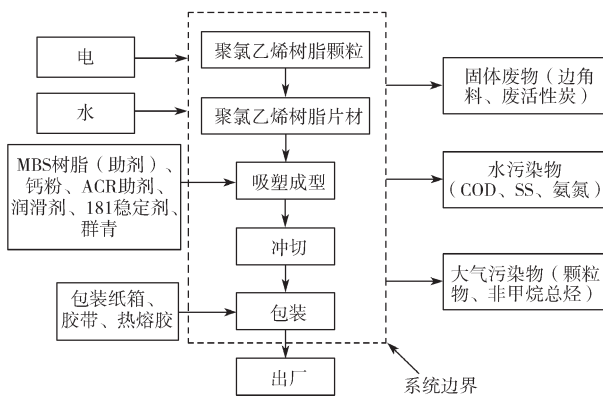 电
水
MBS树脂（助剂）、
钙粉、ACR助剂、
润滑剂、181稳定剂、
群青
包装纸箱、
胶带、热熔胶
聚氯乙烯树脂颗粒
聚氯乙烯树脂片材
吸塑成型
冲切
包装
出厂
固体废物（边角
料、废活性炭）
水污染物
(COD、SS、氨氮)
大气污染物（颗粒
物、非甲烷总烃）
系统边界